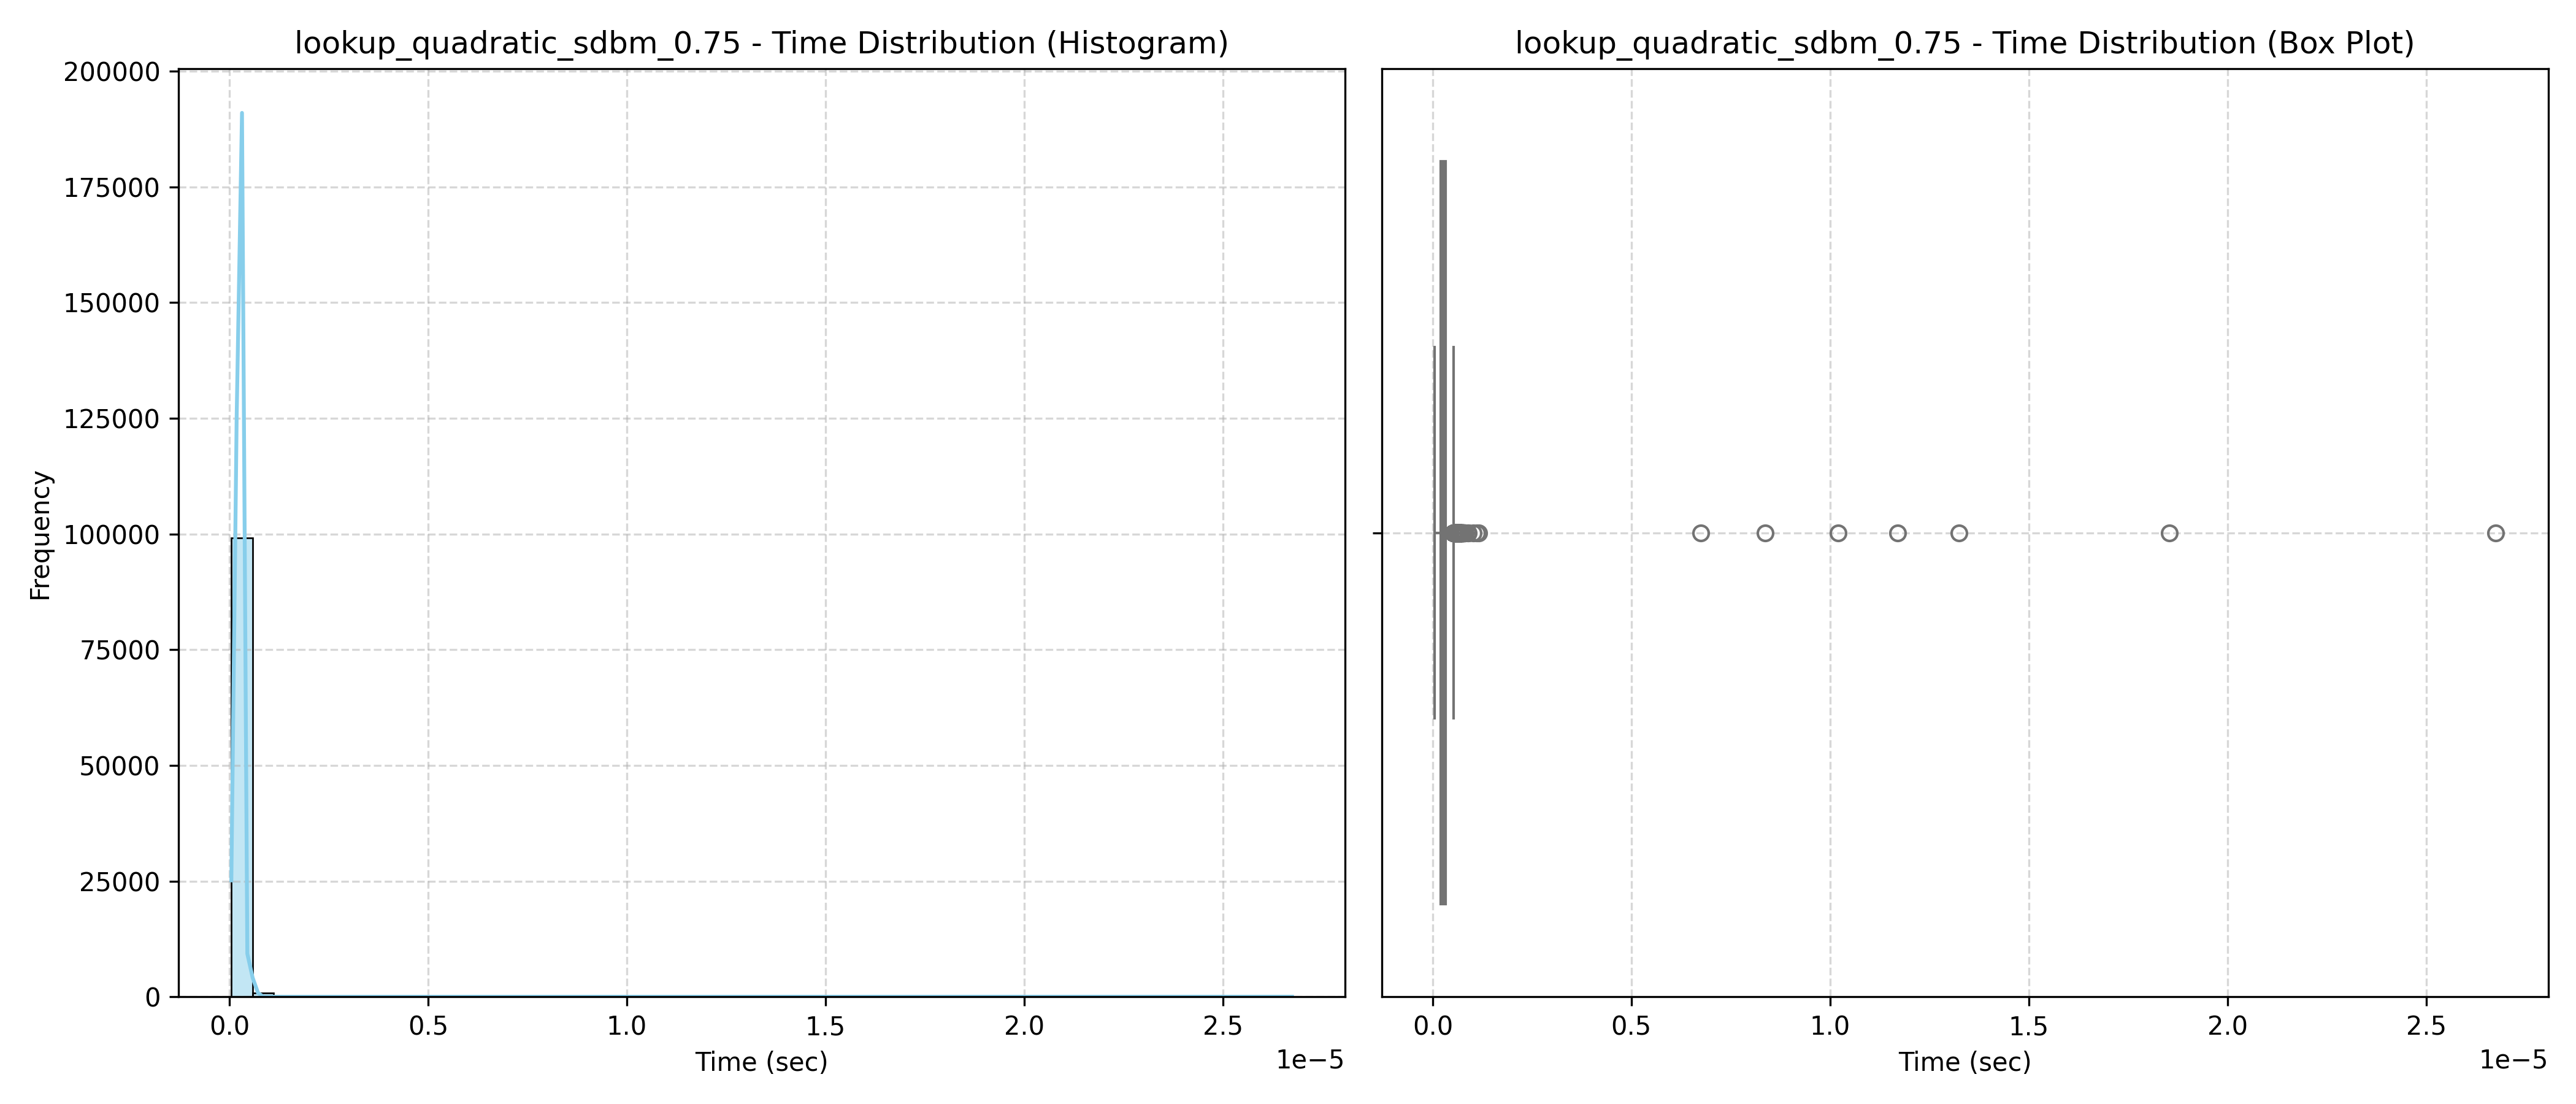 lookup_quadratic_sdbm_0.75 - Time Distribution (Histogram)
200000
175000
150000
125000
100000
75000
50000
25000
0
Frequency
0.0 0.5 1.0 1.5 2.0 2.5
Time (sec)
1e−5
lookup_quadratic_sdbm_0.75 - Time Distribution (Box Plot)
0.0 0.5 1.0 1.5 2.0 2.5
Time (sec)
1e−5